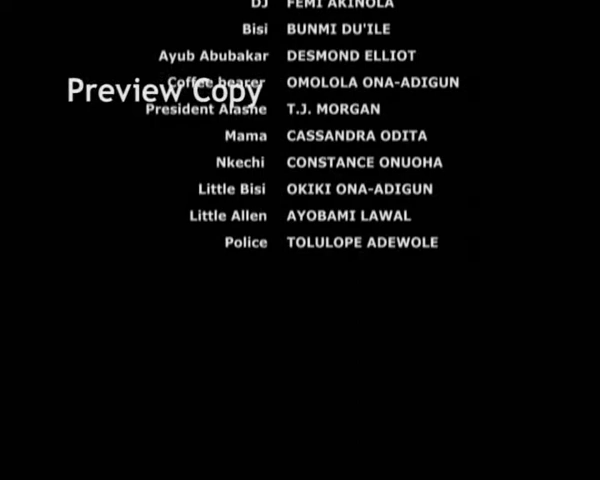 DJ FEMI AKINOLA
Bisi BUNMI DU'ILE
Ayub Abubakar DESMOND ELLIOT
Coffee bearer OMOLOLA ONA-ADIGUN
Preview Copy
President Alashe T.J. MORGAN
Mama CASSANDRA ODITA
Nkechi CONSTANCE ONUOHA
Little Bisi OKIKI ONA-ADIGUN
Little Allen AYOBAMI LAWAL
Police TOLULOPE ADEWOLE